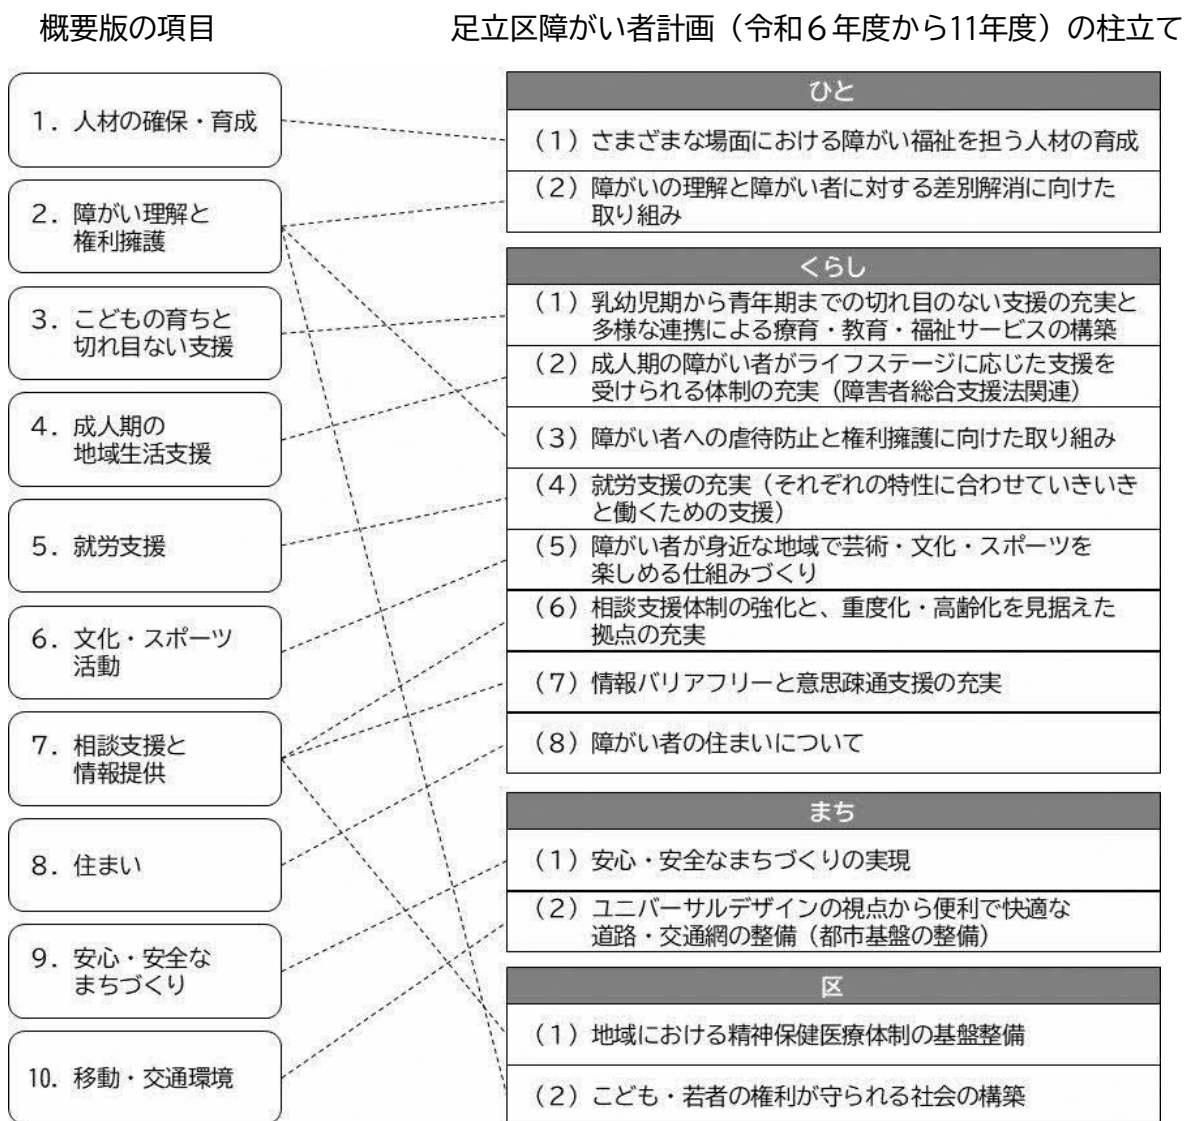 概要版の項目
足立区障がい者計画（令和６年度から11年度）の柱立て
１．人材の確保・育成
２．障がい理解と
権利擁護
３．こどもの育ちと
切れ目ない支援
４．成人期の
地域生活支援
５．就労支援
６．文化・スポーツ
活動
７．相談支援と
情報提供
８．住まい
９．安心・安全な
まちづくり
10．移動・交通環境
ひと
（１）さまざまな場面における障がい福祉を担う人材の育成
（２）障がいの理解と障がい者に対する差別解消に向けた
取り組み
くらし
（１）乳幼児期から青年期までの切れ目のない支援の充実と
多様な連携による療育・教育・福祉サービスの構築
（２）成人期の障がい者がライフステージに応じた支援を
受けられる体制の充実（障害者総合支援法関連）
（３）障がい者への虐待防止と権利擁護に向けた取り組み
（４）就労支援の充実（それぞれの特性に合わせていきいき
と働くための支援）
（５）障がい者が身近な地域で芸術・文化・スポーツを
楽しめる仕組みづくり
（６）相談支援体制の強化と、重度化・高齢化を見据えた
拠点の充実
（７）情報バリアフリーと意思疎通支援の充実
（８）障がい者の住まいについて
まち
（１）安心・安全なまちづくりの実現
（２）ユニバーサルデザインの視点から便利で快適な
道路・交通網の整備（都市基盤の整備）
区
（１）地域における精神保健医療体制の基盤整備
（２）こども・若者の権利が守られる社会の構築